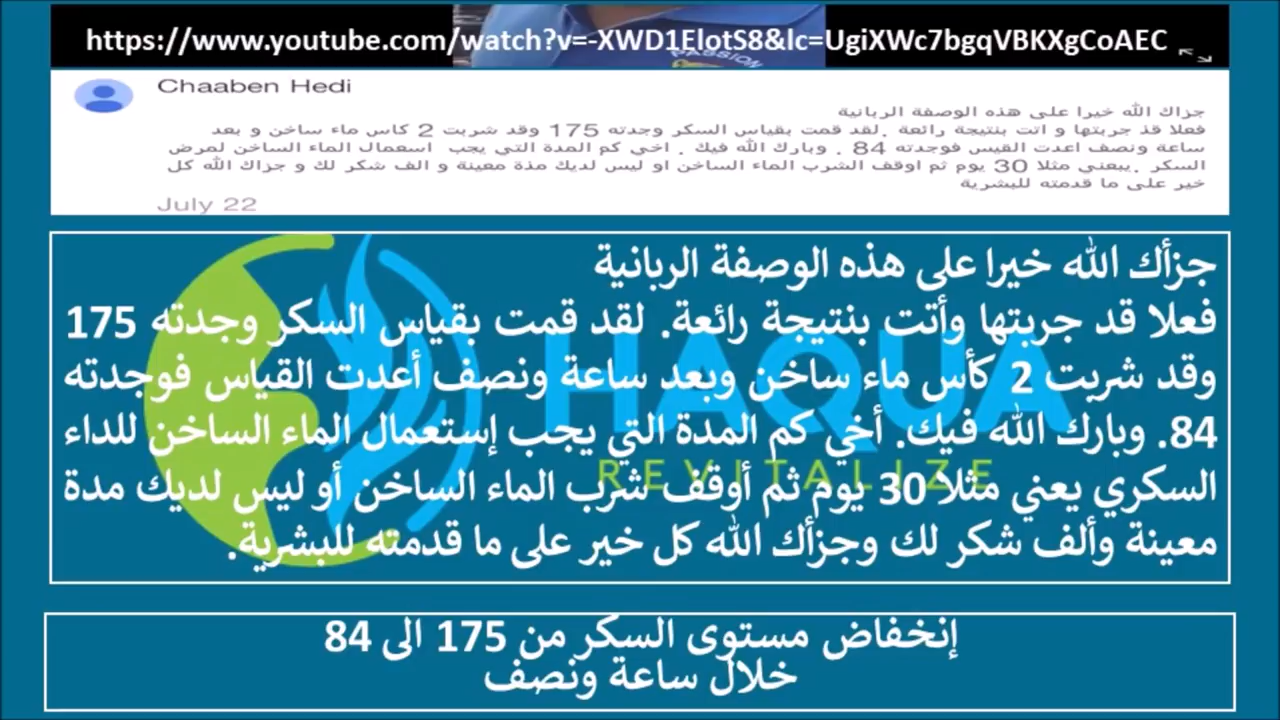 https://www.youtube.com/watch?v=-XWD1ElotS8&lc=UgiXWc7bgqVBKXgCoAEC
PASSION
Chaaben Hedi
جزاك الله خيرا على هذه الوصفة الربانية
فعلا قذ جربتها و اتت بنتيجة رائعة .لقد قمت بقياس السكر وجدته 175 وقد شربت 2 كاس ماء ساخن و بعد
ساعة ونصف اعدت القيس فوجدته 84 . وبارك الله فيك . اخي كم المدة التي يجب اسعمال الماء الساخن لمرض
السكر .يبعني مثلا 30 يوم ثم اوقف الشرب الماء الساخن او ليس لديك مذة معينة و الف شكر لك و جزاك الله كل
خير على ما قدمته للبشرية
July 22
جزأك الله خيرا على هذه الوصفة الربانية
فعلا قد جربتها وأتت بنتيجة رائعة. لقد قمت بقياس السكر وجدته 175
وقد شربت 2 كأس ماء ساخن وبعد ساعة ونصف أعدت القياس فوجدته
84. وبارك الله فيك. أخي كم المدة التي يجب إستعمال الماء الساخن للداء
السكري يعني مثلا 30 يوم ثم أوقف شرب الماء الساخن أو ليس لديك مدة
معينة وألف شكر لك وجزأك الله كل خير على ما قدمته للبشرية.
HAQUA
REVITALIZE
إنخفاض مستوى السكر من 175 الى 84
خلال ساعة ونصف